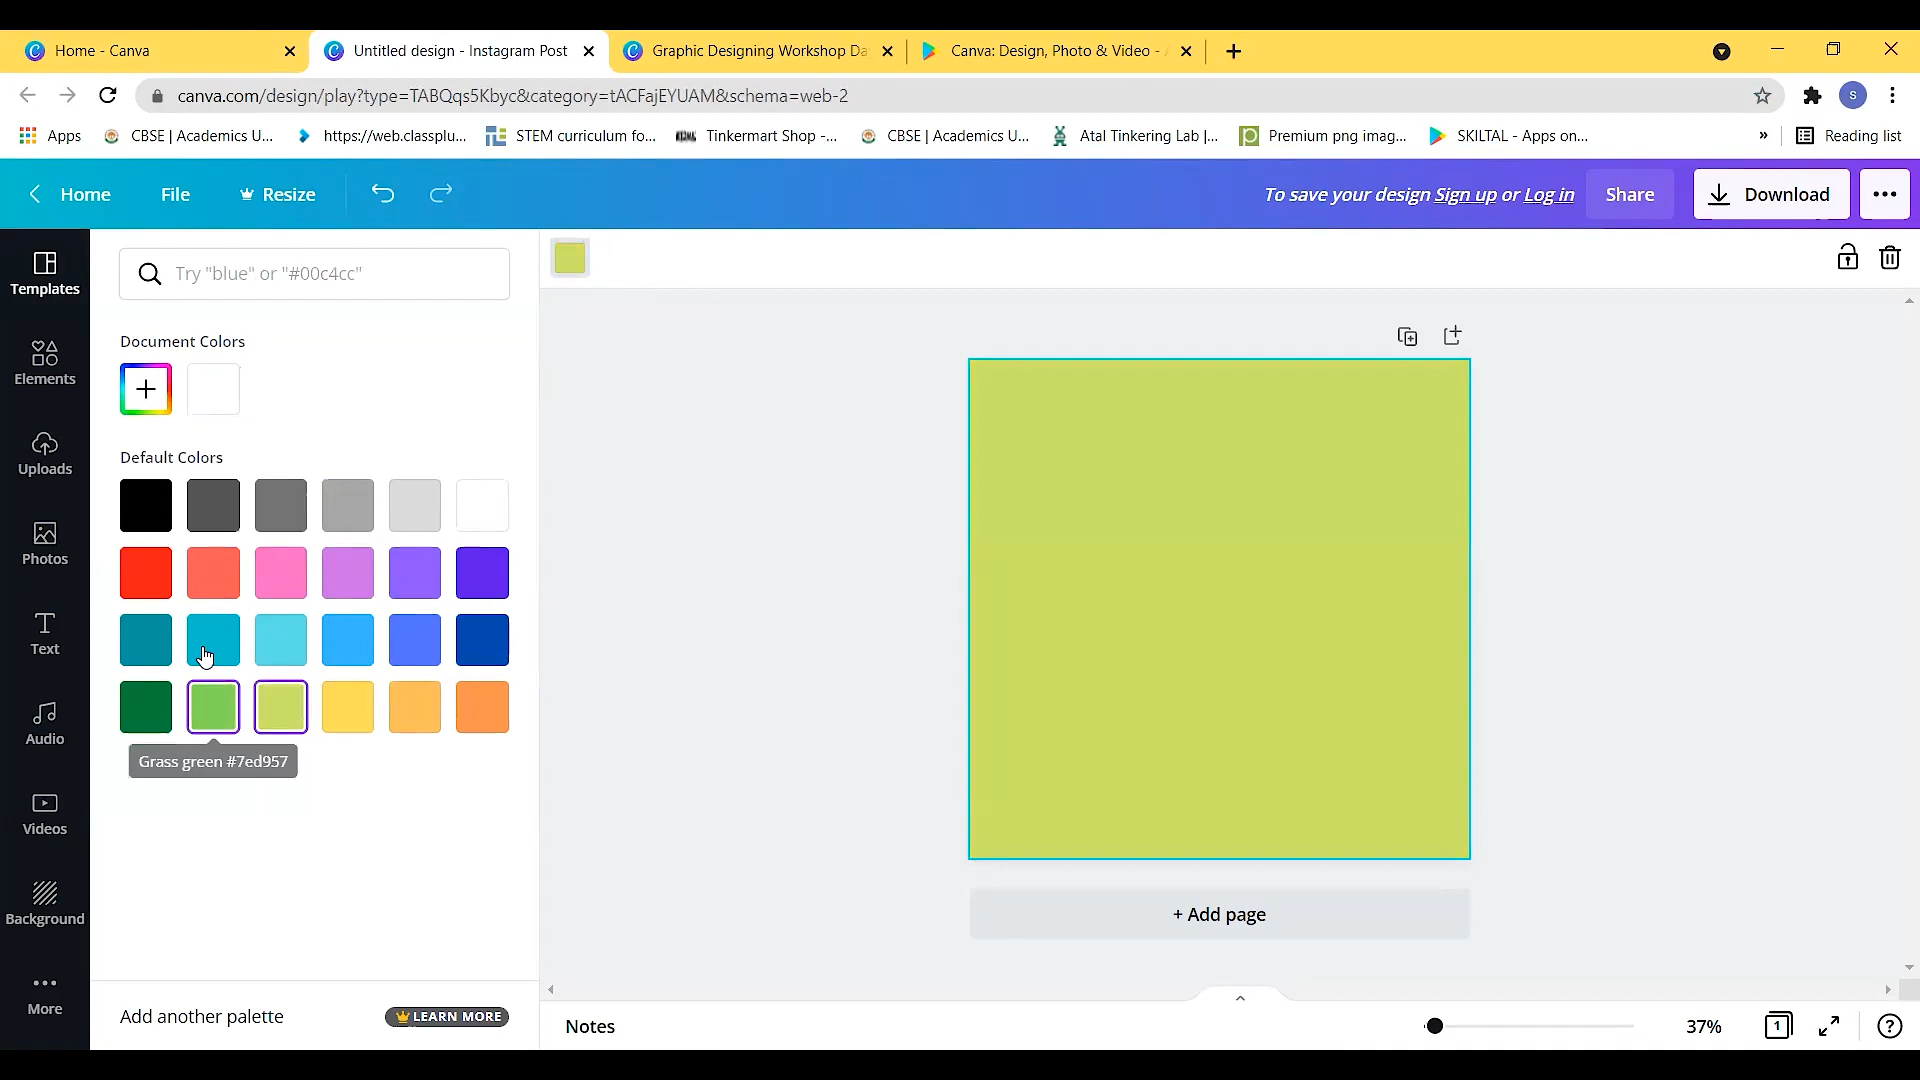 Home - Canva
Untitled design - Instagram Post
Graphic Designing Workshop Da
Canva: Design, Photo & Video -
canva.com/design/play?type=TABQqs5Kbyc&category=tACFajEYUAM&schema=web-2
S
Apps
CBSE | Academics U...
https://web.classplu...
STEM curriculum fo...
Tinkermart Shop -...
CBSE | Academics U...
Atal Tinkering Lab |...
Premium png imag...
SKILTAL - Apps on...
»
Reading list
Home
File
Resize
To save your design Sign up or Log in
Share
Download
Templates
Elements
Uploads
Photos
Text
Audio
Videos
Background
More
Try "blue" or "#00c4cc"
Document Colors
Default Colors
Grass green #7ed957
Add another palette
LEARN MORE
+ Add page
Notes
37%
1